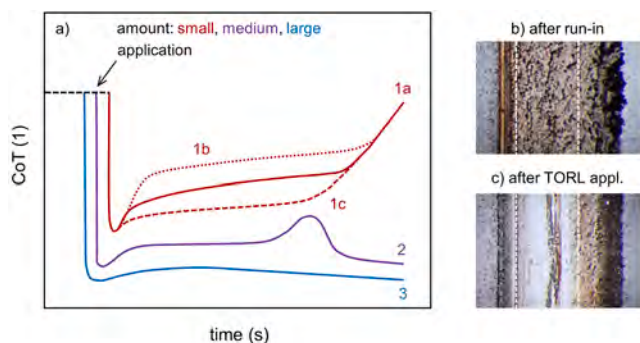 a)
amount: small, medium, large
application
1a
1b
1c
2
3
CoT (1)
time (s)
b) after run-in
c) after TORL appl.